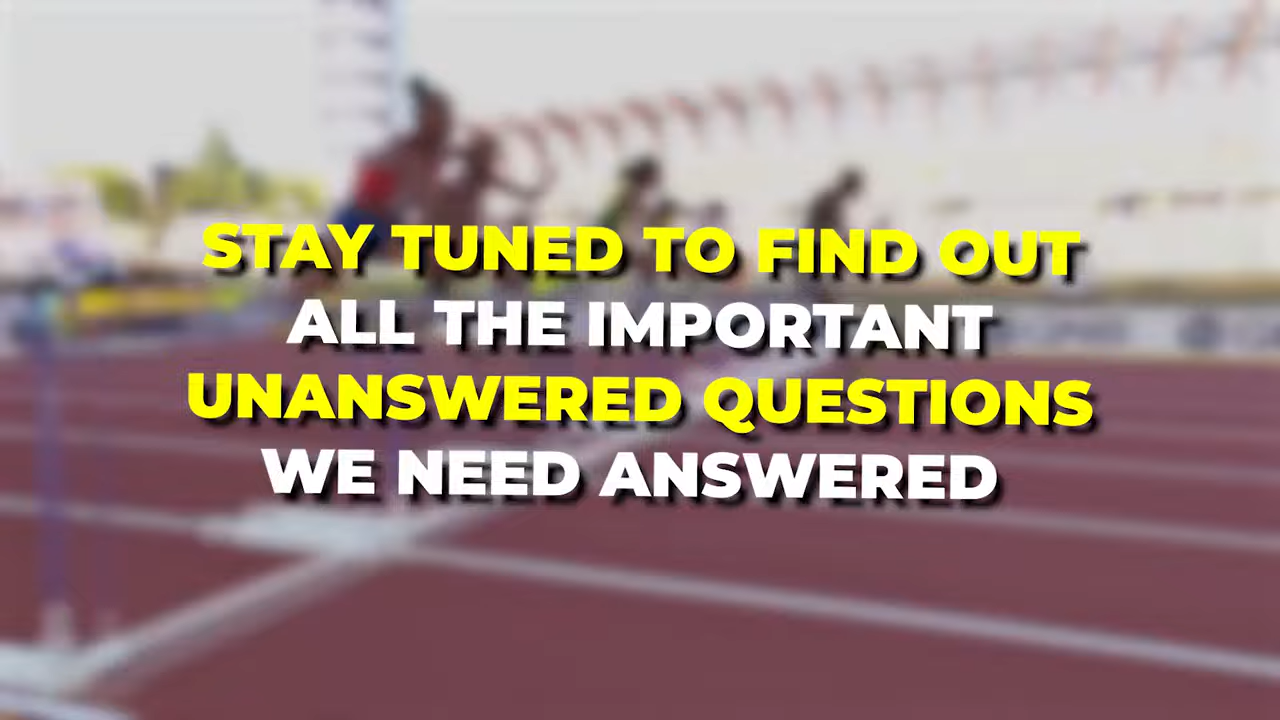 STAY TUNED TO FIND OUT
ALL THE IMPORTANT
UNANSWERED QUESTIONS
WE NEED ANSWERED